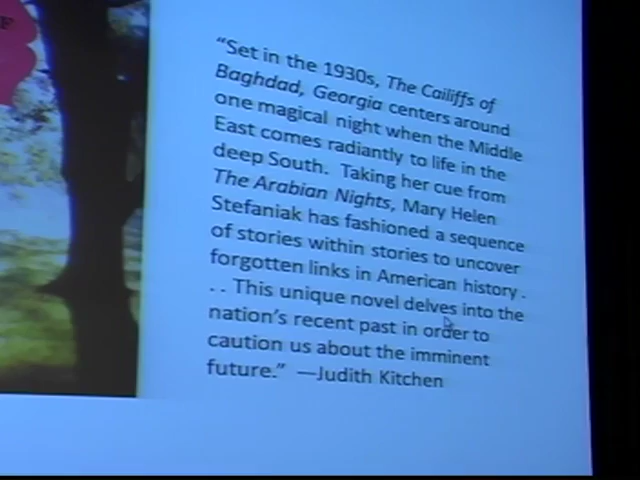 F
"Set in the 1930s, The Cailiffs of
Baghdad, Georgia centers around
one magical night when the Middle
East comes radiantly to life in the
deep South. Taking her cue from
The Arabian Nights, Mary Helen
Stefaniak has fashioned a sequence
of stories within stories to uncover
forgotten links in American history .
. . This unique novel delves into the
nation's recent past in order to
caution us about the imminent
future." —Judith Kitchen